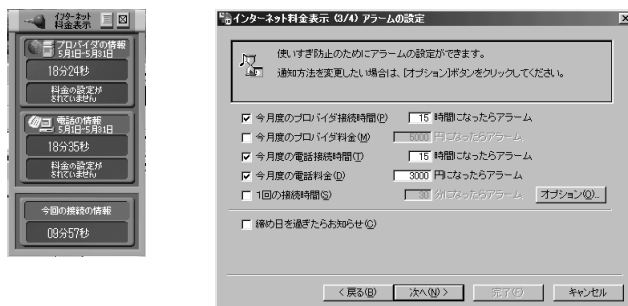 インターネット
料金表示
プロバイダの情報
5月1日-5月31日
18分24秒
料金の設定が
されていません
電話の情報
5月1日-5月31日
18分35秒
料金の設定が
されていません
今回の接続の情報
09分57秒
インターネット料金表示 (3/4) アラームの設定
使いすぎ防止のためにアラームの設定ができます。
通知方法を変更したい場合は、[オプション]ボタンをクリックしてください。
今月度のプロバイダ接続時間(P) 15 時間になったらアラーム
今月度のプロバイダ料金(M) 5000 円になったらアラーム
今月度の電話接続時間(T) 15 時間になったらアラーム
今月度の電話料金(D) 3000 円になったらアラーム
1回の接続時間(S) 30 分になったらアラーム オプション(O)..
締め日を過ぎたらお知らせ(C)
< 戻る(B) 次へ(N) > 完了(F) キャンセル